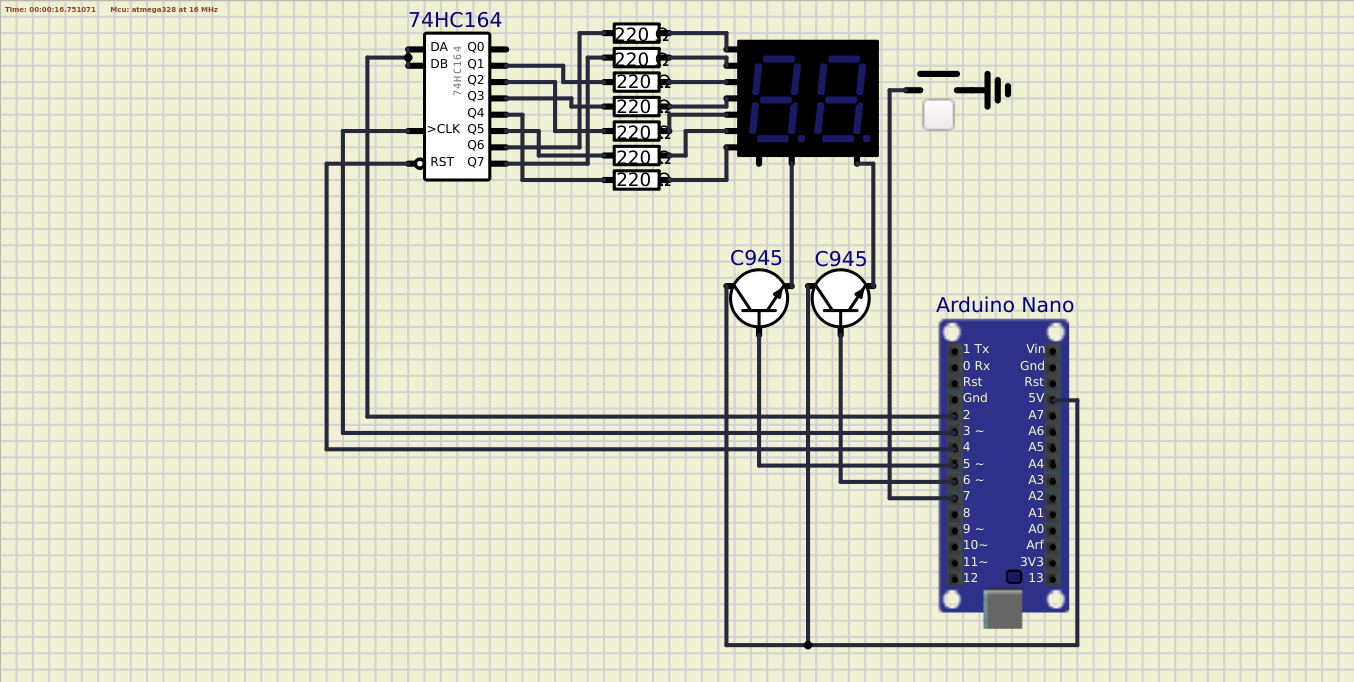 Time: 00:00:16.751071 Mcu: atmega328 at 16 MHz
74HC164
DA Q0
DB Q1
Q2
Q3
Q4
>CLK Q5
Q6
RST Q7
74HC164
220 Ω
220 Ω
220 Ω
220 Ω
220 Ω
220 Ω
220 Ω
C945
C945
Arduino Nano
1 Tx Vin
0 Rx Gnd
Rst Rst
Gnd 5V
2 A7
3 ~ A6
4 A5
5 ~ A4
6 ~ A3
7 A2
8 A1
9 ~ A0
10~ Arf
11~ 3V3
12 13